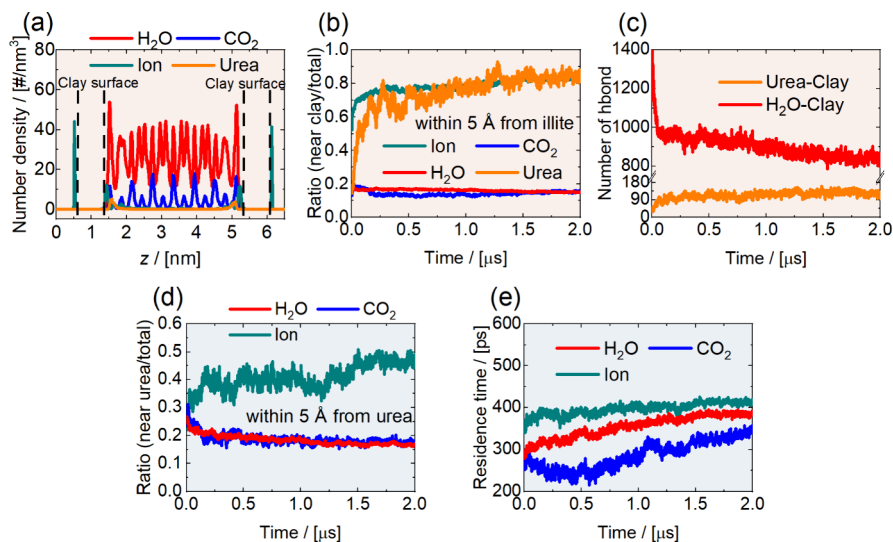 (a)
H₂O
CO₂
Ion
Urea
Number density / [#/nm³]
80
60
40
20
0
Clay surface
Clay surface
0 1 2 3 4 5 6
z / [nm]
(b)
Ratio (near clay/total)
1.0
0.8
0.6
0.4
0.2
0.0
within 5 Å from illite
Ion
CO₂
H₂O
Urea
0.0 0.5 1.0 1.5 2.0
Time / [μs]
(c)
Number of hbond
1400
1200
1000
800
180
90
0
Urea-Clay
H₂O-Clay
0.0 0.5 1.0 1.5 2.0
Time / [μs]
(d)
H₂O
CO₂
Ion
Ratio (near urea/total)
0.6
0.5
0.4
0.3
0.2
0.1
0.0
within 5 Å from urea
0.0 0.5 1.0 1.5 2.0
Time / [μs]
(e)
Residence time / [ps]
600
500
400
300
200
H₂O
CO₂
Ion
0.0 0.5 1.0 1.5 2.0
Time / [μs]